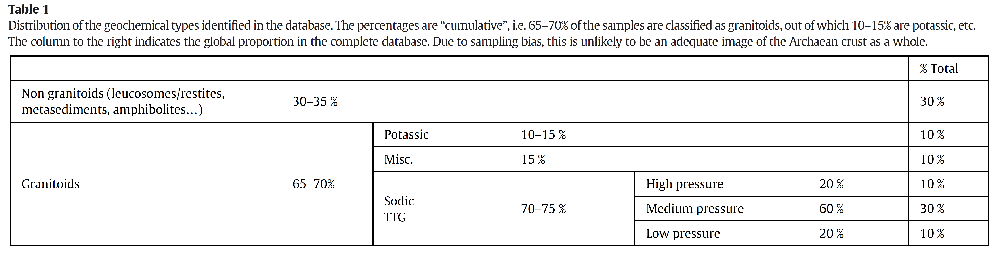 Table 1
Distribution of the geochemical types identified in the database. The percentages are “cumulative”, i.e. 65–70% of the samples are classified as granitoids, out of which 10–15% are potassic, etc.
The column to the right indicates the global proportion in the complete database. Due to sampling bias, this is unlikely to be an adequate image of the Archaean crust as a whole.
% Total
Non granitoids (leucosomes/restites,
metasediments, amphibolites…)
30–35 %
30 %
Granitoids
65–70%
Potassic
10–15 %
10 %
Misc.
15 %
10 %
Sodic
TTG
70–75 %
High pressure
20 %
10 %
Medium pressure
60 %
30 %
Low pressure
20 %
10 %